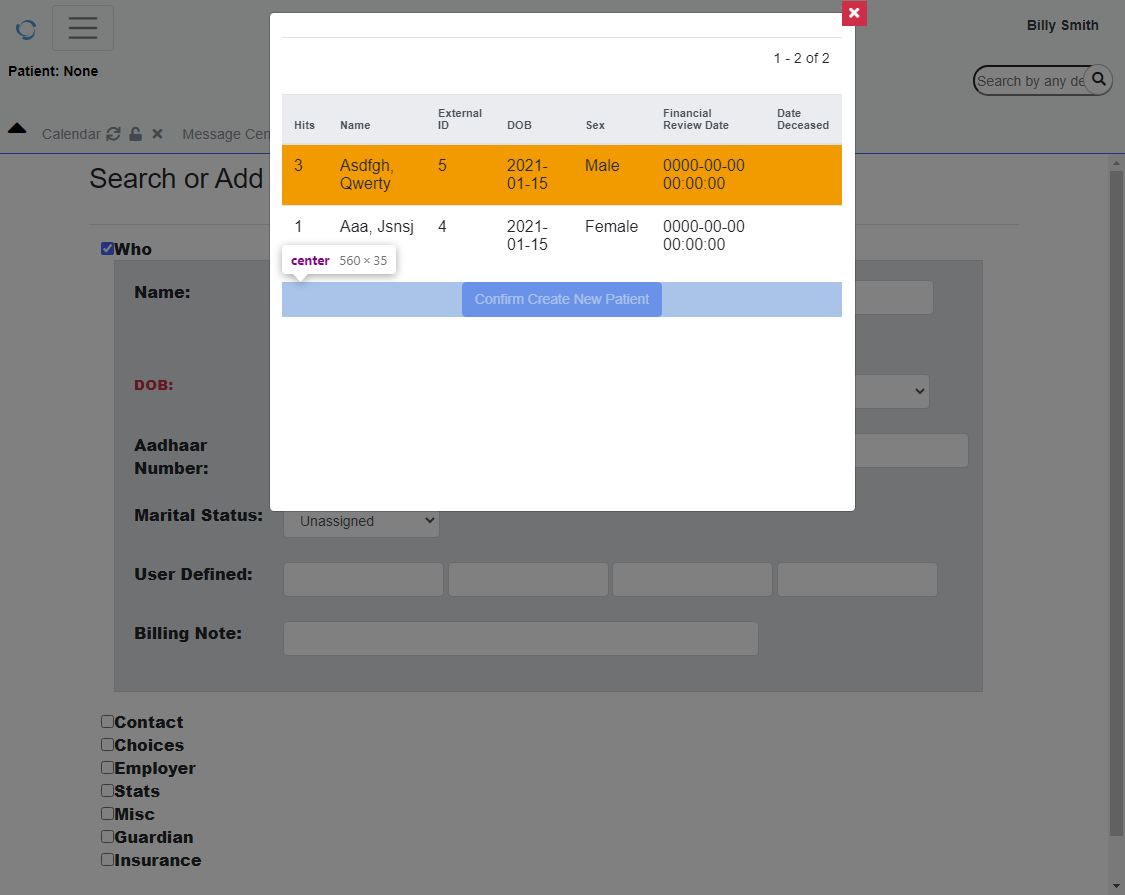 Billy Smith
Patient: None
Search by any de
Calendar
Message Cen
Search or Add
1 - 2 of 2
Hits Name External ID DOB Sex Financial Review Date Date Deceased
3 Asdfgh, Qwerty 5 2021-01-15 Male 0000-00-00 00:00:00
1 Aaa, Jsnsj 4 2021-01-15 Female 0000-00-00 00:00:00
center 560 × 35
Confirm Create New Patient
Who
Name:
DOB:
Aadhaar
Number:
Marital Status:
Unassigned
User Defined:
Billing Note:
Contact
Choices
Employer
Stats
Misc
Guardian
Insurance